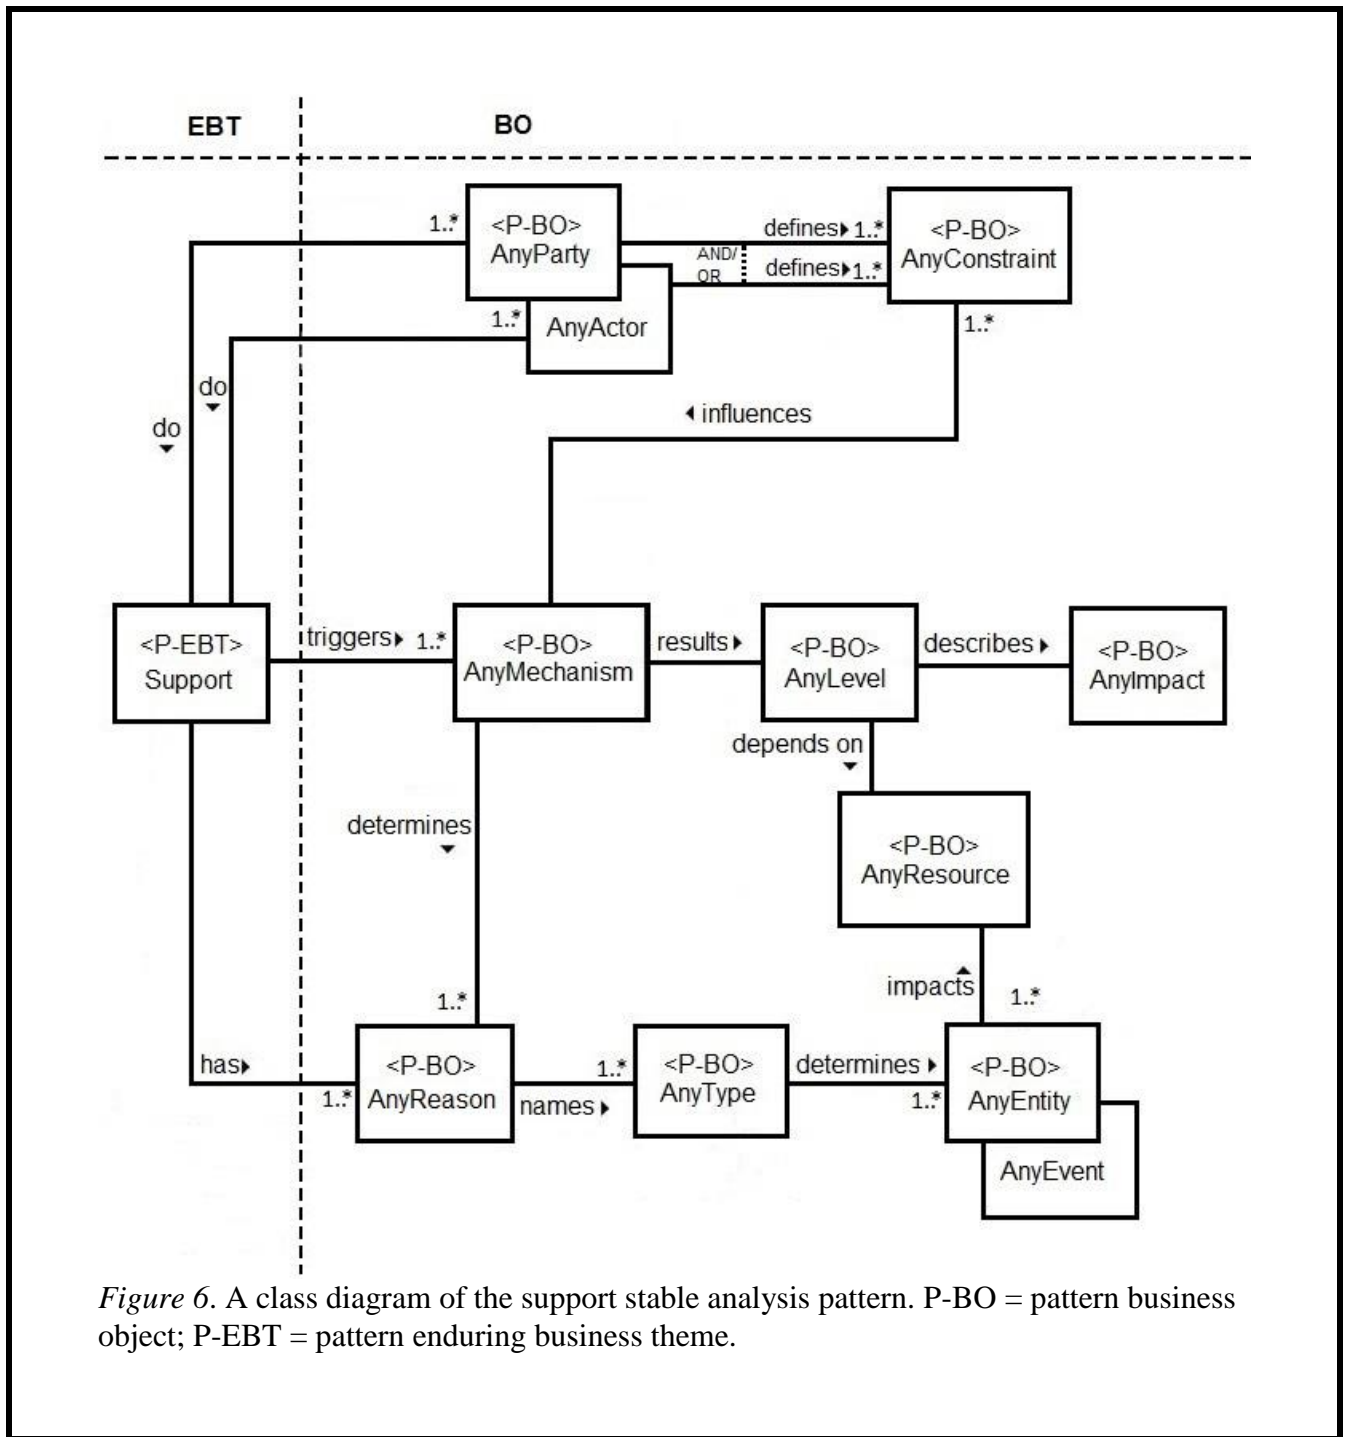 EBT
BO
1..*
<P-BO>
AnyParty
defines
1..*
<P-BO>
AnyConstraint
AND/
OR
defines
1..*
1..*
AnyActor
1..*
do
do
influences
<P-EBT>
Support
triggers
1..*
<P-BO>
AnyMechanism
results
<P-BO>
AnyLevel
describes
<P-BO>
AnyImpact
depends on
determines
<P-BO>
AnyResource
impacts
1..*
1..*
has
1..*
<P-BO>
AnyReason
names
1..*
<P-BO>
AnyType
determines
1..*
<P-BO>
AnyEntity
AnyEvent
Figure 6. A class diagram of the support stable analysis pattern. P-BO = pattern business
object; P-EBT = pattern enduring business theme.